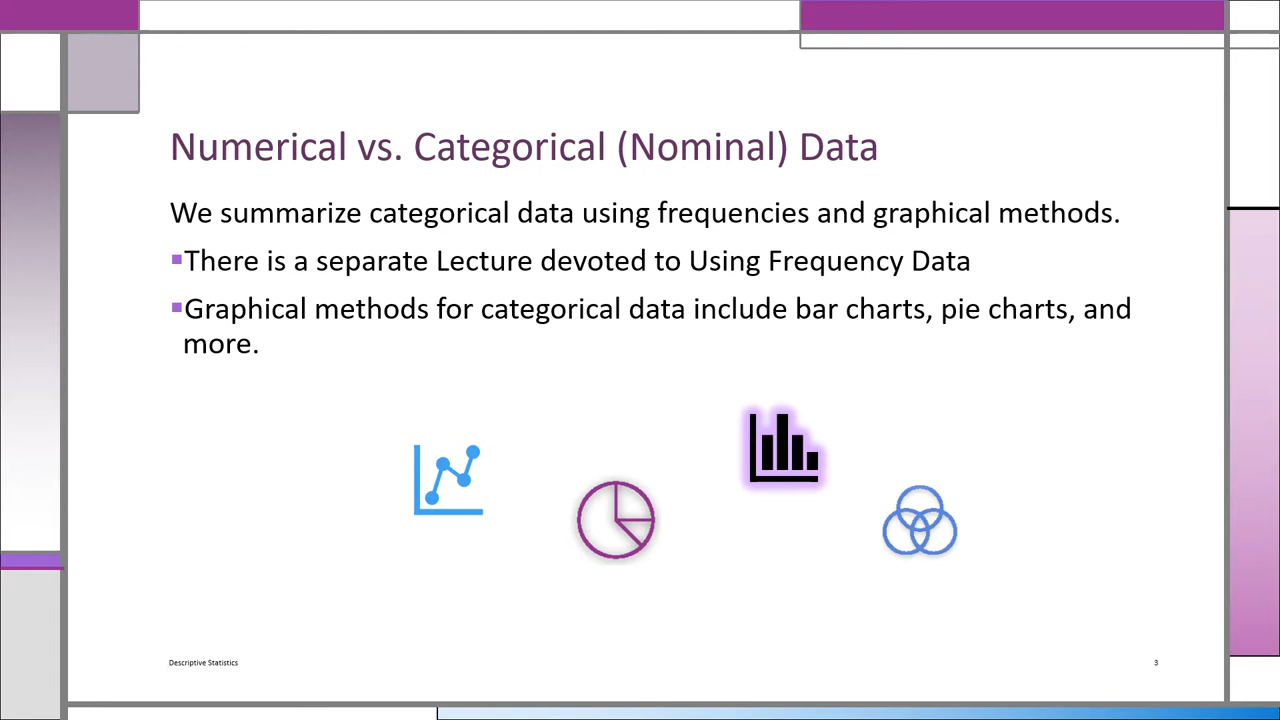 Numerical vs. Categorical (Nominal) Data
We summarize categorical data using frequencies and graphical methods.
▪There is a separate Lecture devoted to Using Frequency Data
▪Graphical methods for categorical data include bar charts, pie charts, and
more.
Descriptive Statistics
3